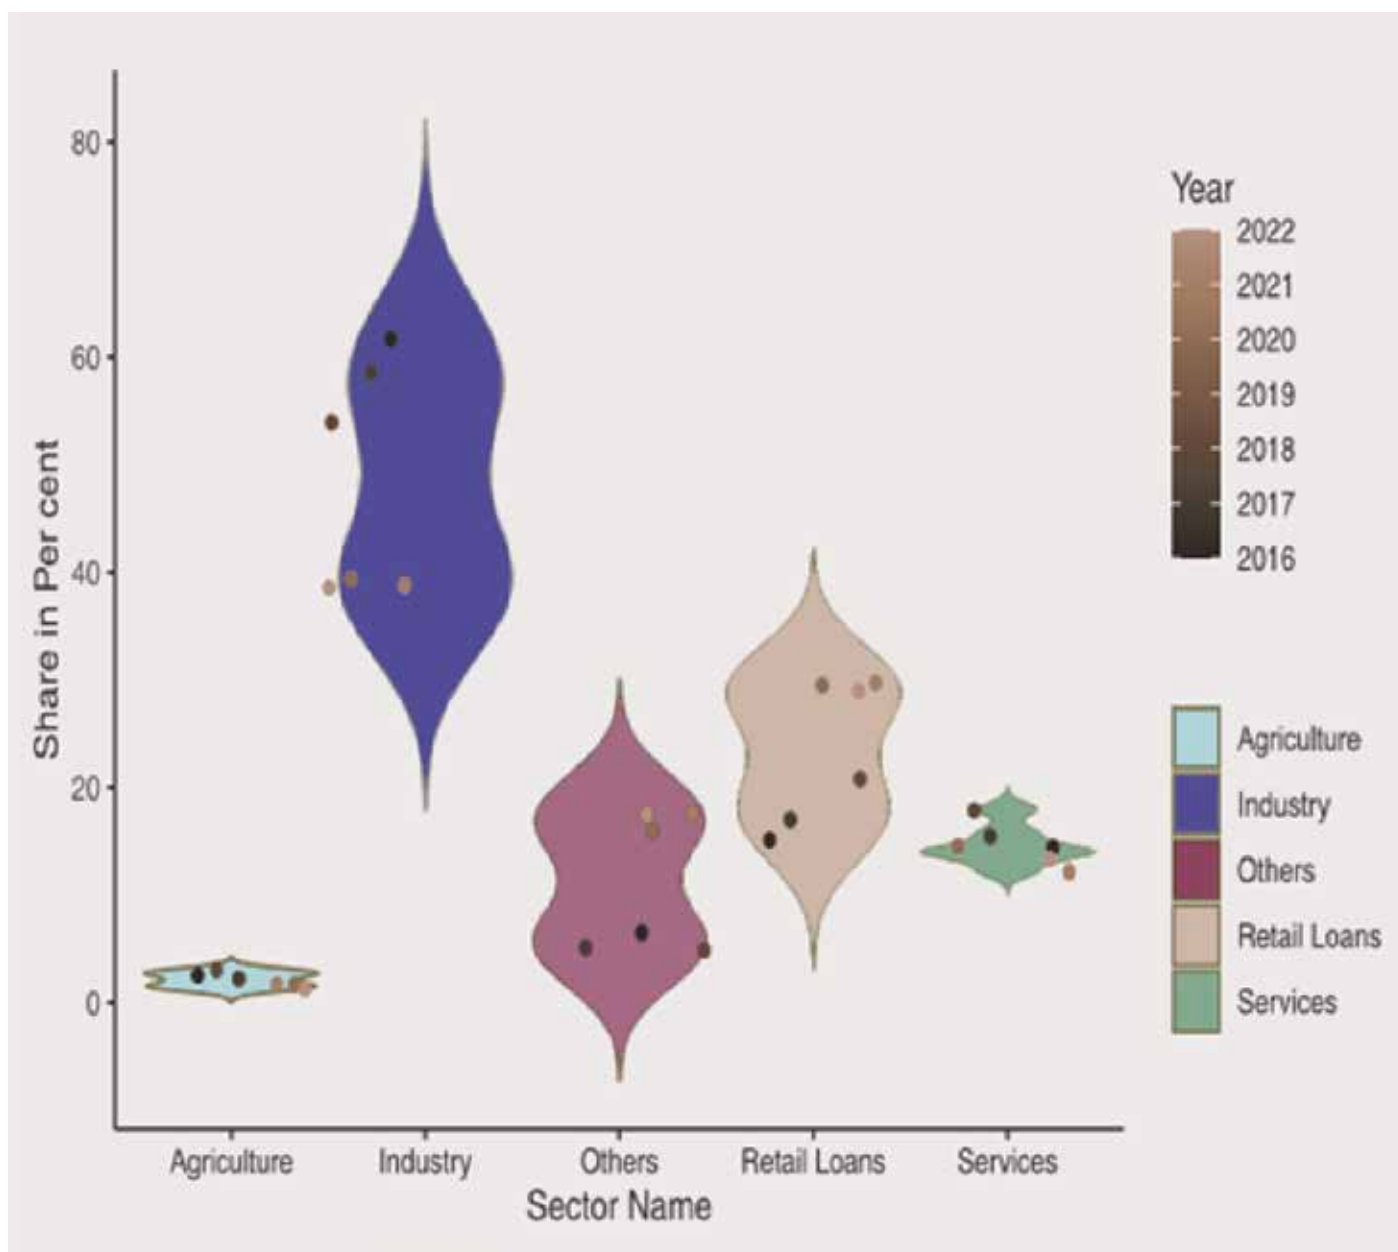 80
60
40
20
0
Share in Per cent
Agriculture
Industry
Others
Retail Loans
Services
Sector Name
Year
2022
2021
2020
2019
2018
2017
2016
Agriculture
Industry
Others
Retail Loans
Services